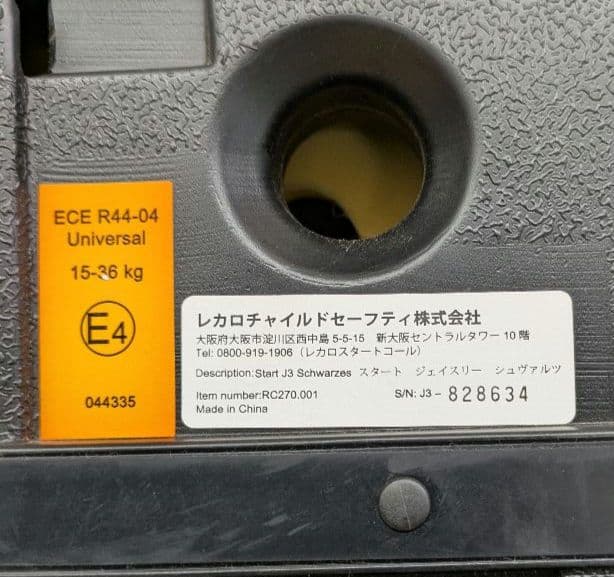 ECE R44-04
Universal
15-36 kg
E4
044335
レカロチャイルドセーフティ株式会社
大阪府大阪市淀川区西中島 5-5-15　新大阪セントラルタワー 10 階
Tel: 0800-919-1906（レカロスタートコール）
Description:Start J3 Schwarzes スタート　ジェイスリー　シュヴァルツ
Item number:RC270.001　S/N: J3 - 828634
Made in China